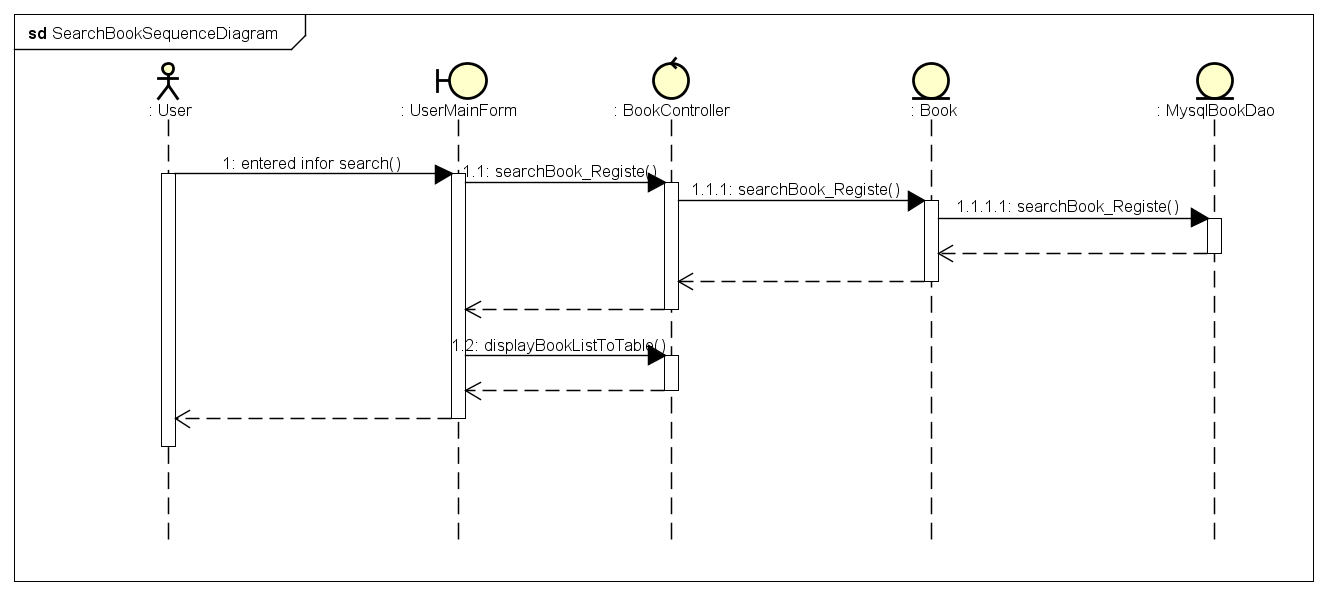 sd SearchBookSequenceDiagram
: User
: UserMainForm
: BookController
: Book
: MysqlBookDao
1: entered infor search()
1.1: searchBook_Registe()
1.1.1: searchBook_Registe()
1.1.1.1: searchBook_Registe()
1.2: displayBookListToTable()